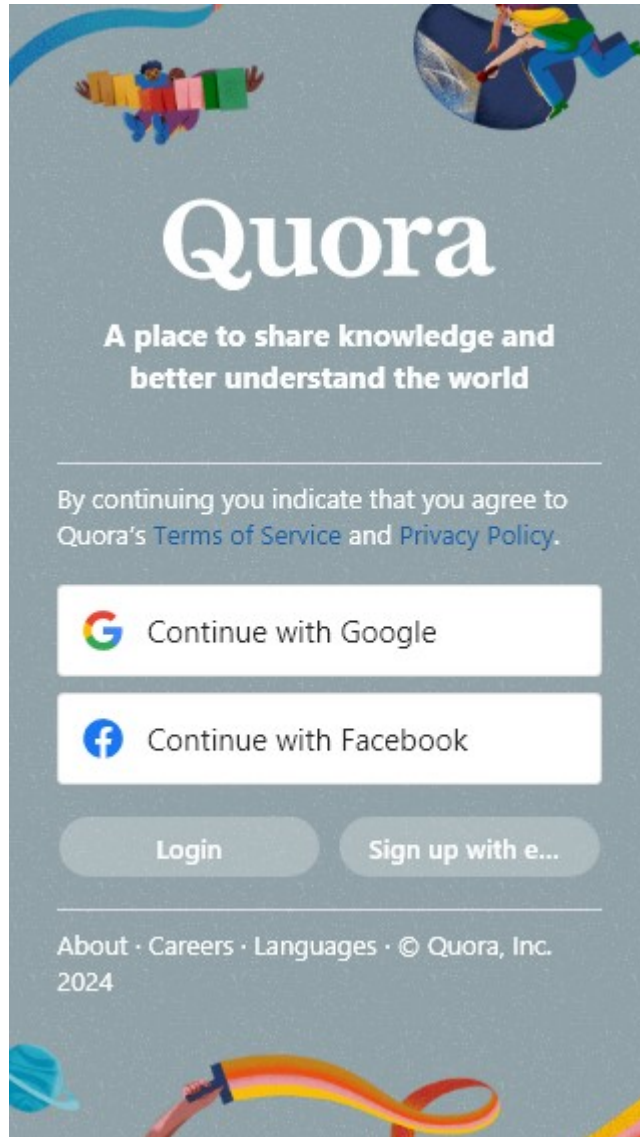 Quora
A place to share knowledge and
better understand the world
By continuing you indicate that you agree to
Quora's Terms of Service and Privacy Policy.
Continue with Google
Continue with Facebook
Login
Sign up with e...
About · Careers · Languages · © Quora, Inc.
2024